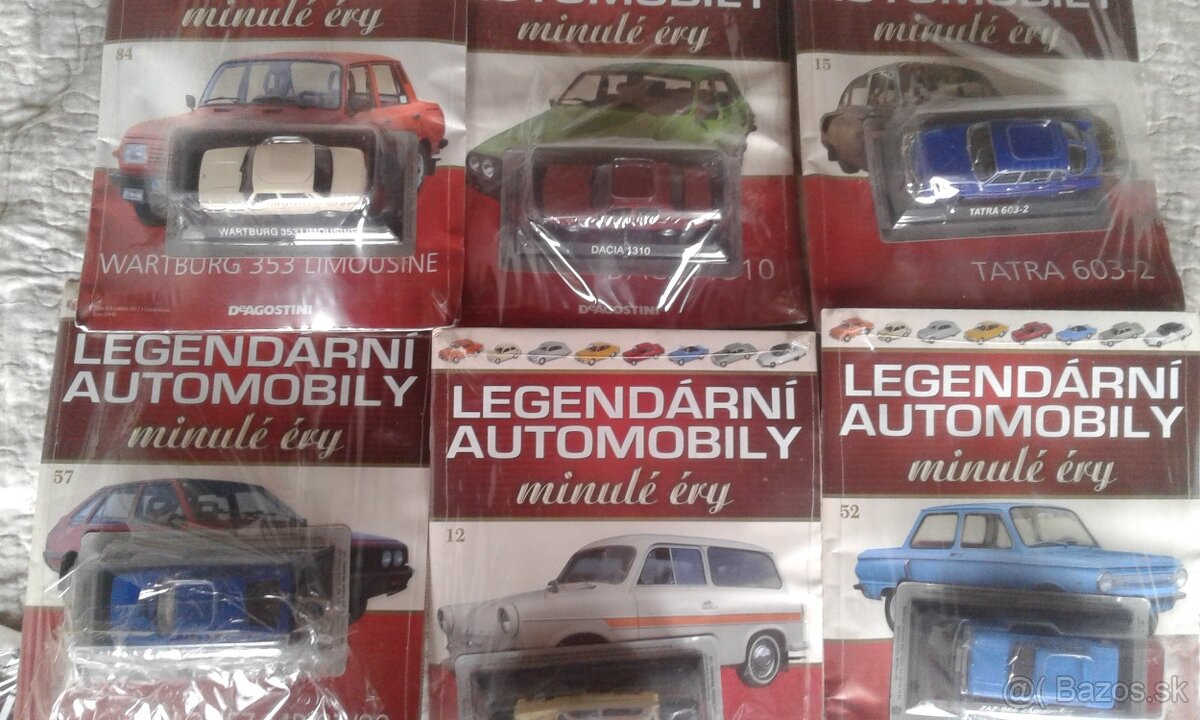 minulé éry
84
WARTBURG 353 LIMOUSINE
WARTBURG 353 LIMOUSINE
DeAGOSTINI
AUTOMOBILY
minulé éry
DACIA 1310
DeAGOSTINI
AUTOMOBILY
minulé éry
15
TATRA 603-2
TATRA 603-2
LEGENDÁRNÍ
AUTOMOBILY
minulé éry
57
LEGENDÁRNÍ
AUTOMOBILY
minulé éry
12
LEGENDÁRNÍ
AUTOMOBILY
minulé éry
52
@( Bazos.sk